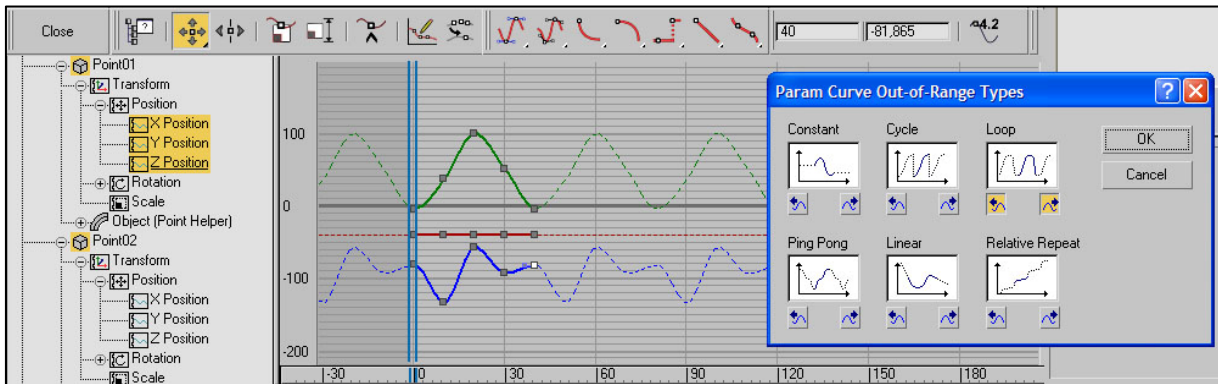 Close
?
40
-81,865
4.2
Point01
Transform
Position
X Position
Y Position
Z Position
Rotation
Scale
Object (Point Helper)
Point02
Transform
Position
X Position
Y Position
Z Position
Rotation
Scale
100
0
-100
-200
-30
0
30
60
90
120
150
180
Param Curve Out-of-Range Types
?
Constant
Cycle
Loop
OK
Cancel
Ping Pong
Linear
Relative Repeat